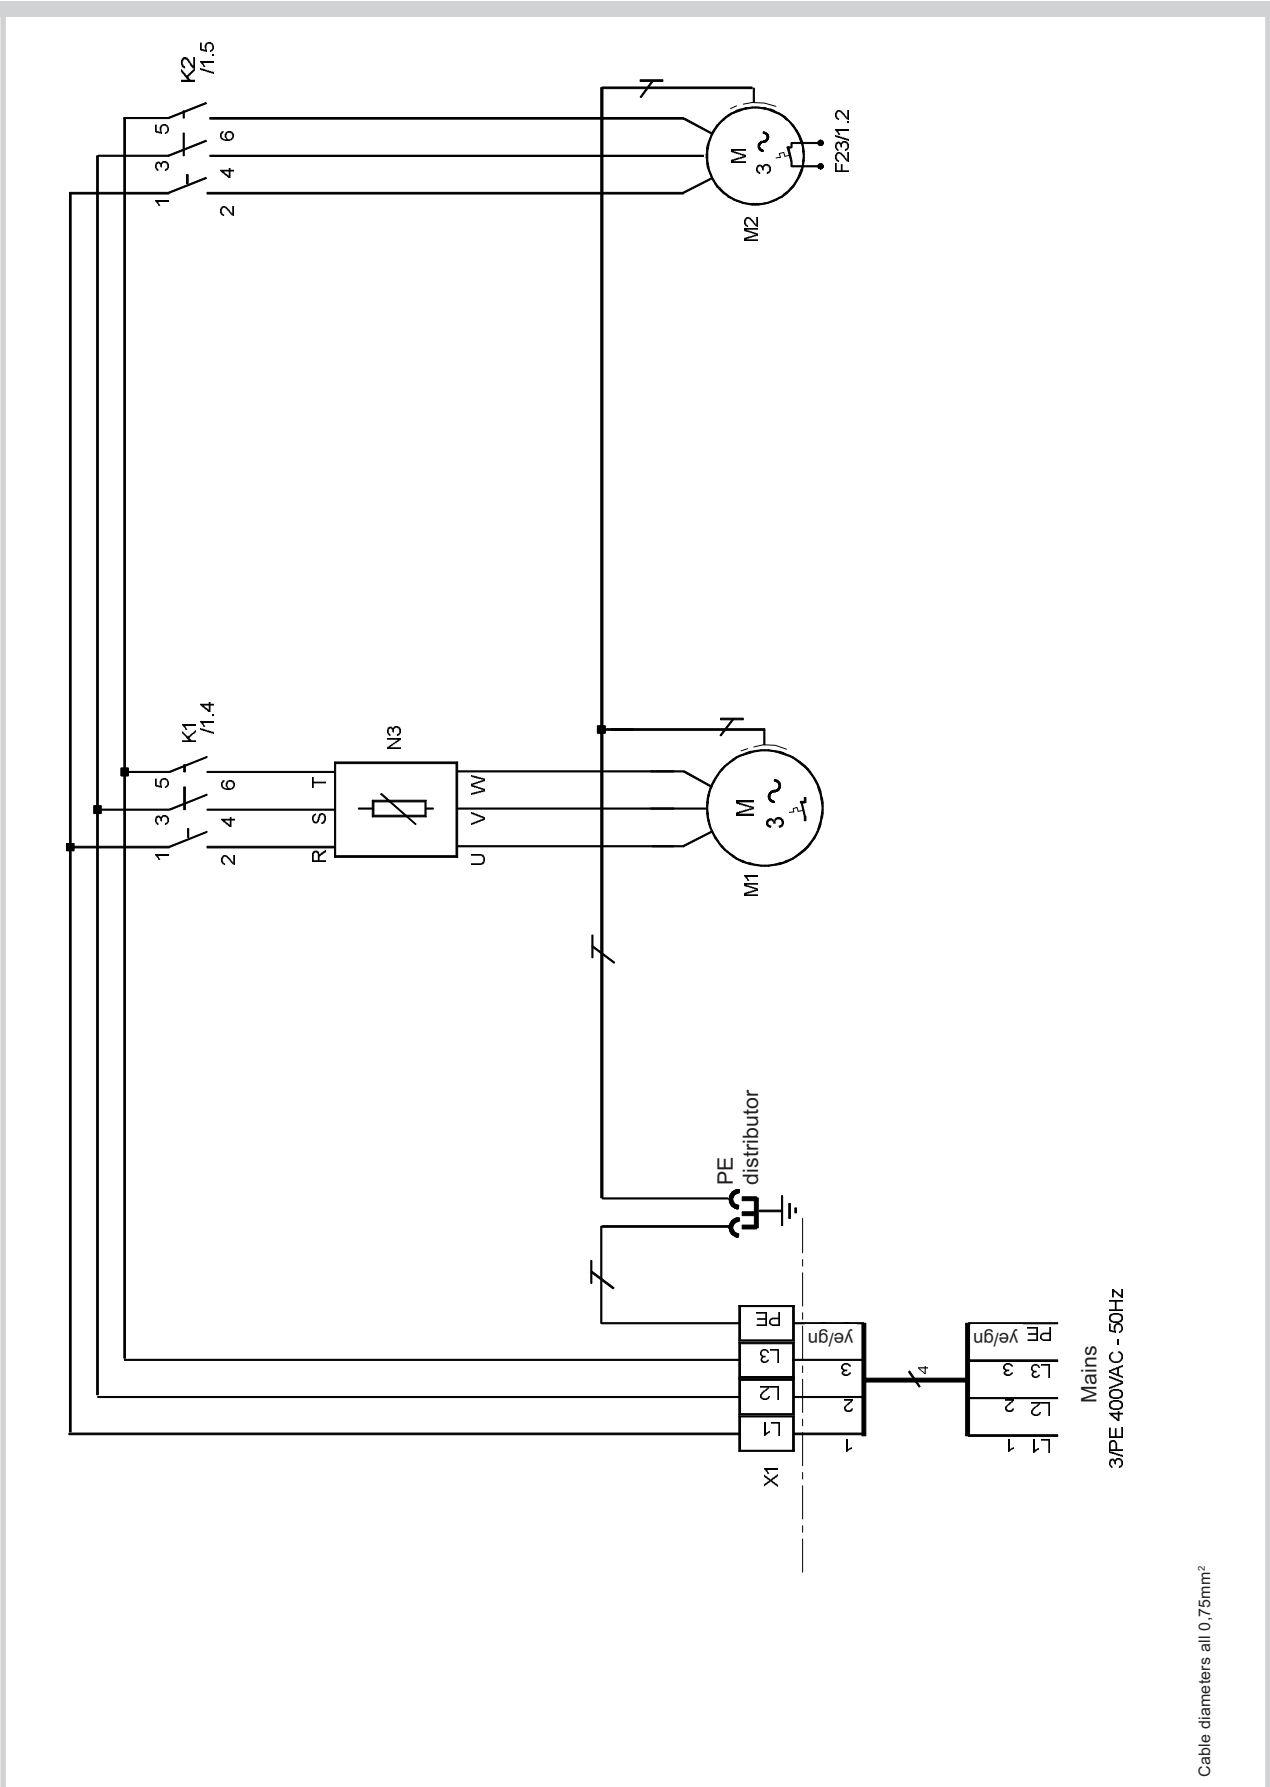 K2
/1.5
5
3
1
6
4
2
M
3
F23/1.2
M2
K1
/1.4
5
3
1
6
4
2
T
S
R
N3
W
V
U
M
3
M1
PE
distributor
PE
L3
L2
L1
X1
ye/gn
3
2
1
4
ye/gn
3
2
1
PE
L3
L2
L1
Mains
3/PE 400VAC - 50Hz
Cable diameters all 0,75mm²